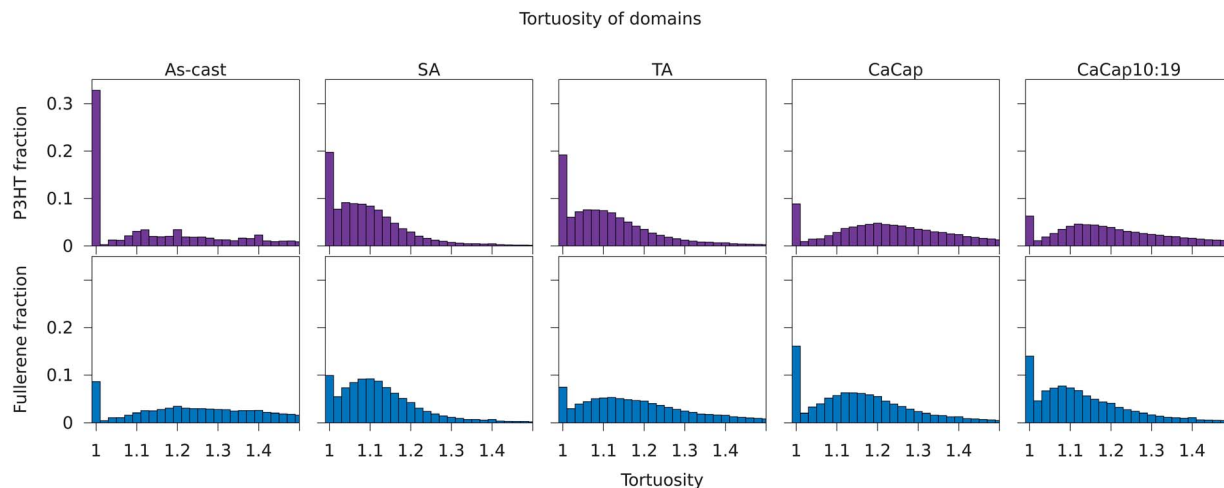 Tortuosity of domains
As-cast SA TA CaCap CaCap10:19
P3HT fraction
0.3
0.2
0.1
0
Fullerene fraction
0.2
0.1
0
1 1.1 1.2 1.3 1.4 1 1.1 1.2 1.3 1.4 1 1.1 1.2 1.3 1.4 1 1.1 1.2 1.3 1.4 1 1.1 1.2 1.3 1.4
Tortuosity